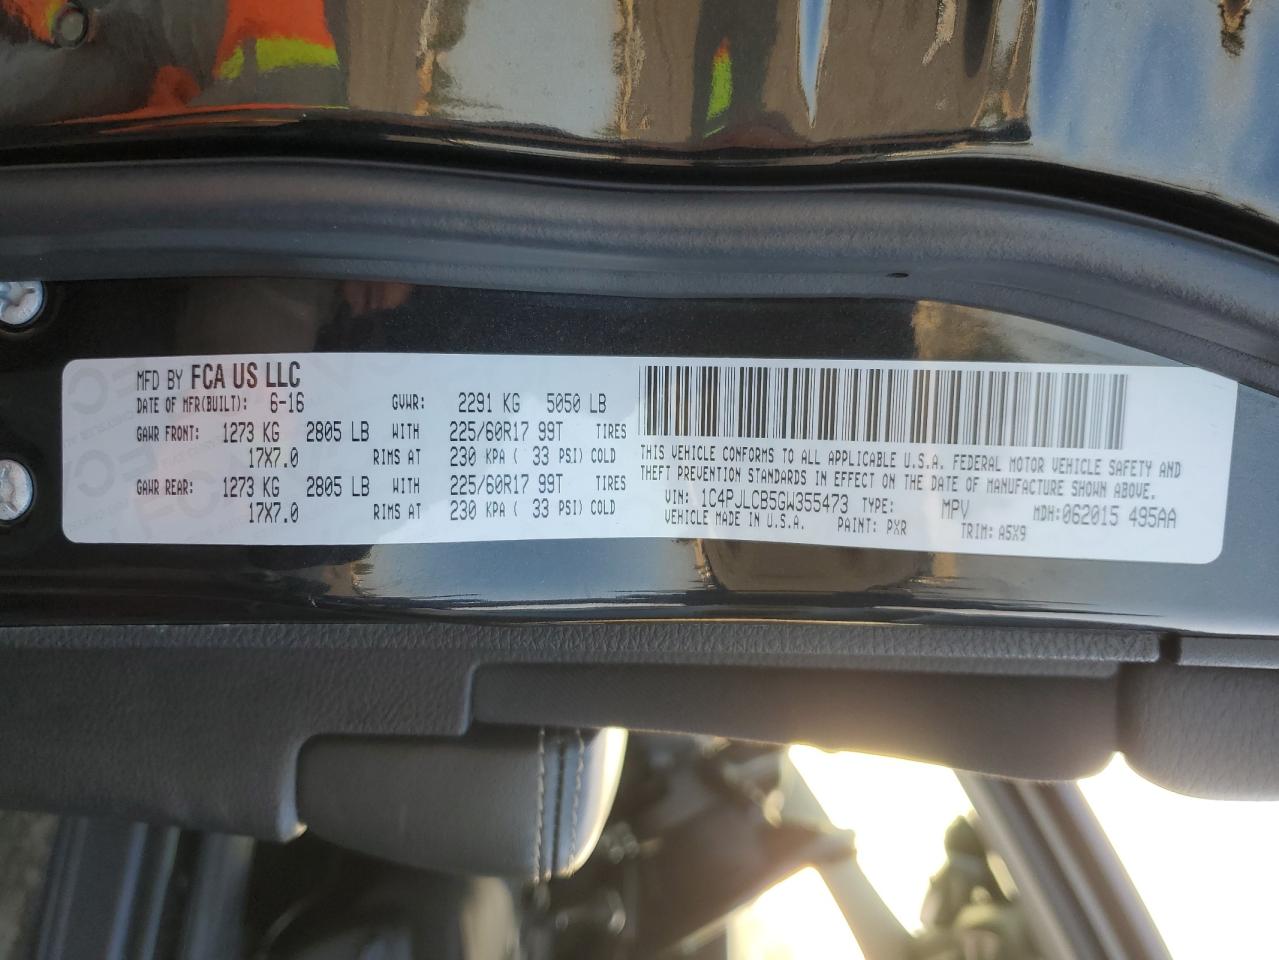 MFD BY FCA US LLC
DATE OF MFR(BUILT): 6-16 GVWR: 2291 KG 5050 LB
GAWR FRONT: 1273 KG 2805 LB WITH 225/60R17 99T TIRES
17X7.0 RIMS AT 230 KPA ( 33 PSI) COLD
GAWR REAR: 1273 KG 2805 LB WITH 225/60R17 99T TIRES
17X7.0 RIMS AT 230 KPA ( 33 PSI) COLD
THIS VEHICLE CONFORMS TO ALL APPLICABLE U.S.A. FEDERAL MOTOR VEHICLE SAFETY AND
THEFT PREVENTION STANDARDS IN EFFECT ON THE DATE OF MANUFACTURE SHOWN ABOVE.
VIN: 1C4PJLCB5GW355473 TYPE: MPV MDH:062015 495AA
VEHICLE MADE IN U.S.A. PAINT: PXR TRIM: A5X9